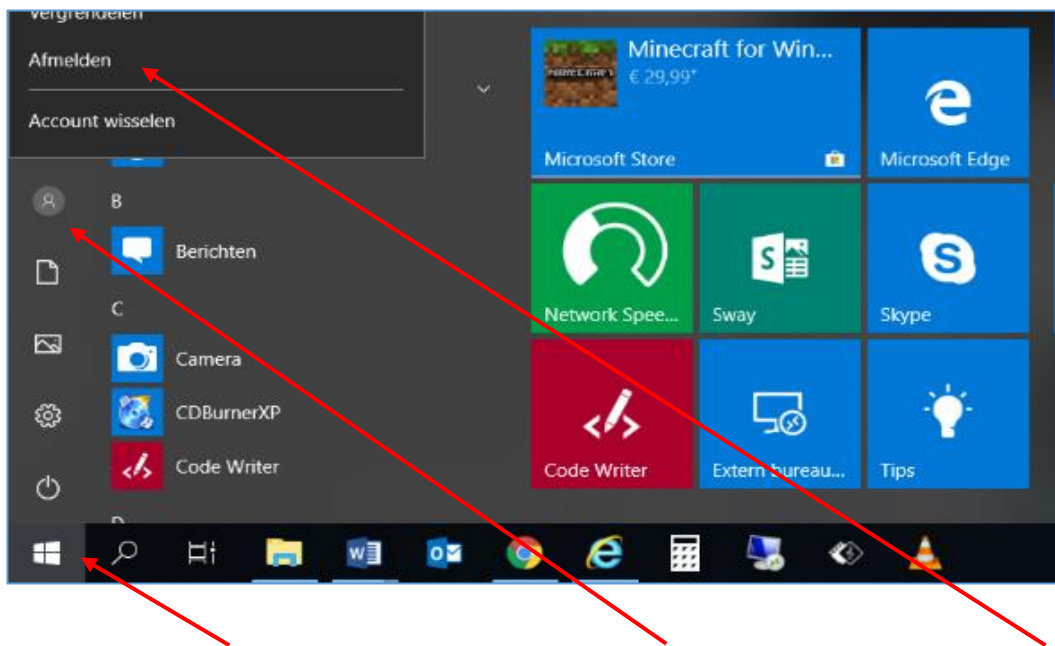 Vergrendelen
Afmelden
Account wisselen
B
Berichten
C
Camera
CDBurnerXP
Code Writer
D
Minecraft for Win...
€ 29,99*
Microsoft Store
Microsoft Edge
Network Spee...
Sway
Skype
Code Writer
Extern bureau...
Tips